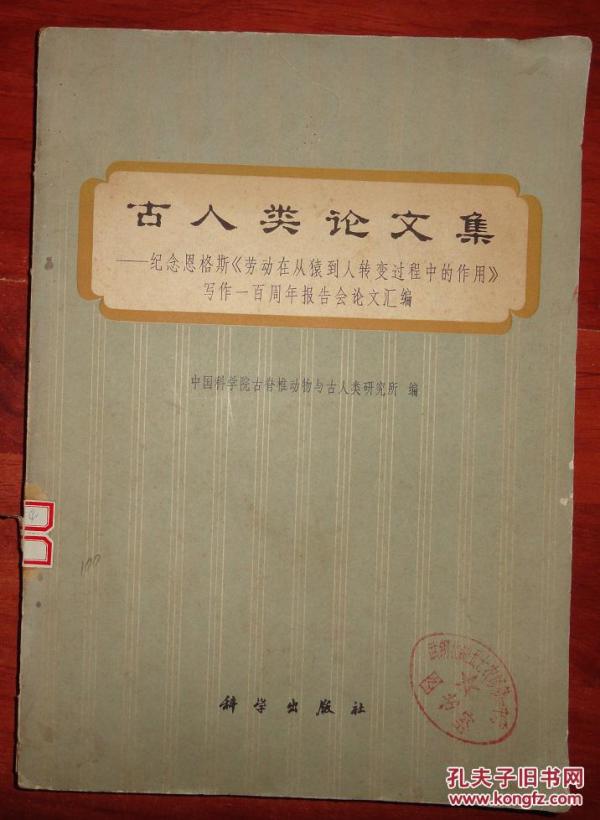 古人类论文集
——纪念恩格斯《劳动在从猿到人转变过程中的作用》
写作一百周年报告会论文汇编
中国科学院古脊椎动物与古人类研究所 编
科学出版社
孔夫子旧书网
www.kongfz.com